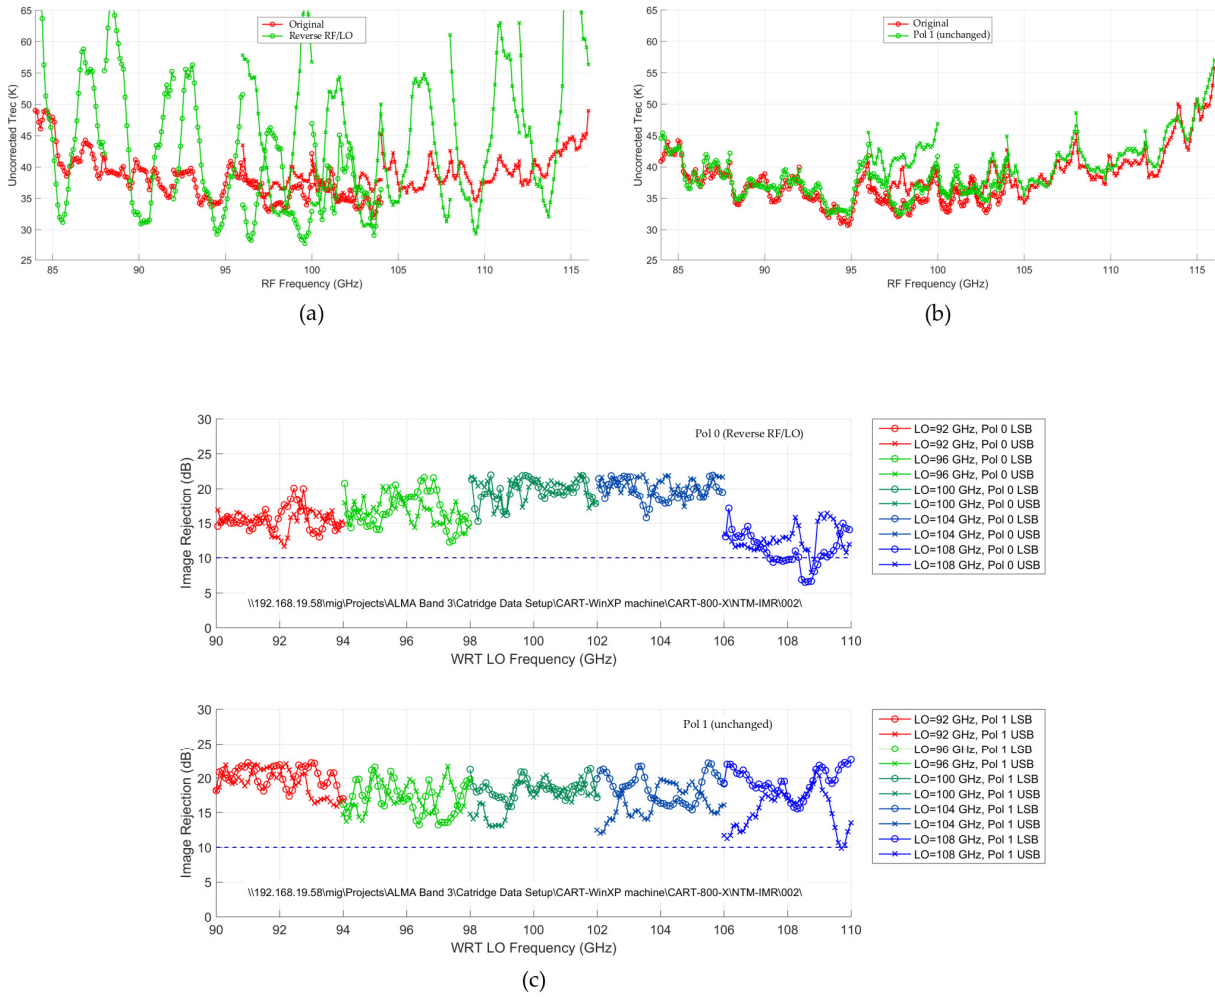 65
60
55
50
45
40
35
30
25
Uncorrected Trec (K)
Original
Reverse RF/LO
85 90 95 100 105 110 115
RF Frequency (GHz)
(a)
65
60
55
50
45
40
35
30
25
Uncorrected Trec (K)
Original
Pol 1 (unchanged)
85 90 95 100 105 110 115
RF Frequency (GHz)
(b)
30
25
20
15
10
5
0
Image Rejection (dB)
Pol 0 (Reverse RF/LO)
\\192.168.19.58\mig\Projects\ALMA Band 3\Catridge Data Setup\CART-WinXP machine\CART-800-X\NTM-IMR\002\
90 92 94 96 98 100 102 104 106 108 110
WRT LO Frequency (GHz)
LO=92 GHz, Pol 0 LSB
LO=92 GHz, Pol 0 USB
LO=96 GHz, Pol 0 LSB
LO=96 GHz, Pol 0 USB
LO=100 GHz, Pol 0 LSB
LO=100 GHz, Pol 0 USB
LO=104 GHz, Pol 0 LSB
LO=104 GHz, Pol 0 USB
LO=108 GHz, Pol 0 LSB
LO=108 GHz, Pol 0 USB
30
25
20
15
10
5
0
Image Rejection (dB)
Pol 1 (unchanged)
\\192.168.19.58\mig\Projects\ALMA Band 3\Catridge Data Setup\CART-WinXP machine\CART-800-X\NTM-IMR\002\
90 92 94 96 98 100 102 104 106 108 110
WRT LO Frequency (GHz)
LO=92 GHz, Pol 1 LSB
LO=92 GHz, Pol 1 USB
LO=96 GHz, Pol 1 LSB
LO=96 GHz, Pol 1 USB
LO=100 GHz, Pol 1 LSB
LO=100 GHz, Pol 1 USB
LO=104 GHz, Pol 1 LSB
LO=104 GHz, Pol 1 USB
LO=108 GHz, Pol 1 LSB
LO=108 GHz, Pol 1 USB
(c)